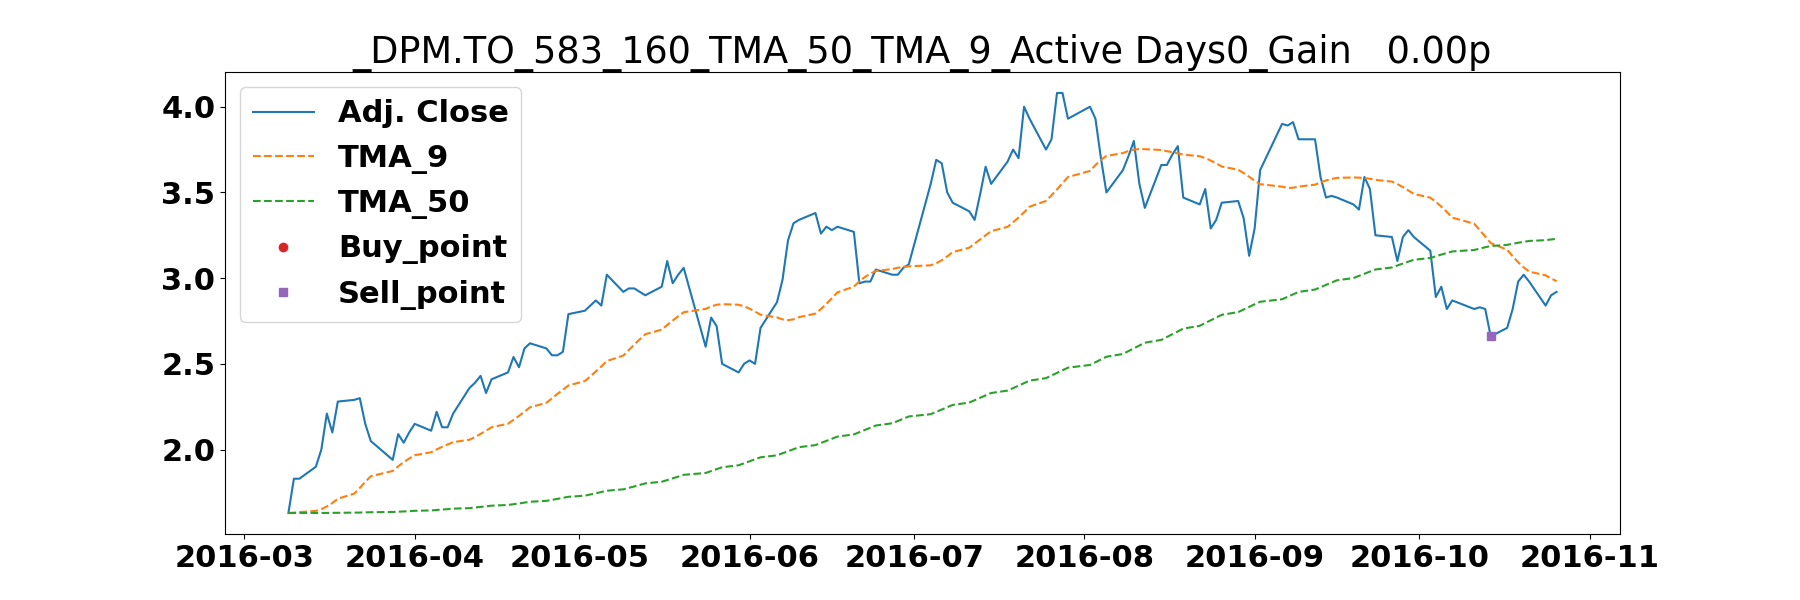 _DPM.TO_583_160_TMA_50_TMA_9_Active Days0_Gain   0.00p
4.0
3.5
3.0
2.5
2.0
Adj. Close
TMA_9
TMA_50
Buy_point
Sell_point
2016-03 2016-04 2016-05 2016-06 2016-07 2016-08 2016-09 2016-10 2016-11